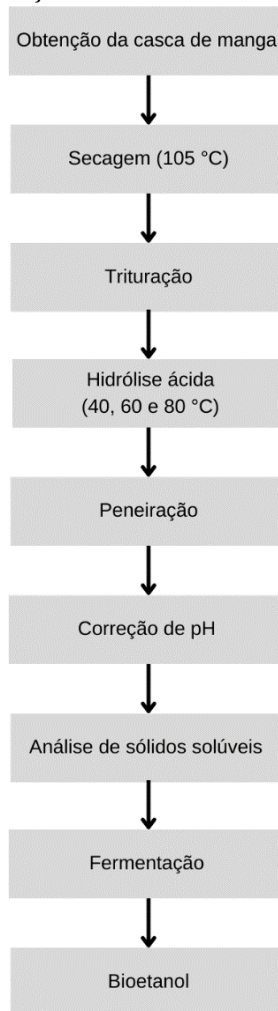 Obtenção da casca de manga
Secagem (105 °C)
Trituração
Hidrólise ácida
(40, 60 e 80 °C)
Peneiração
Correção de pH
Análise de sólidos solúveis
Fermentação
Bioetanol